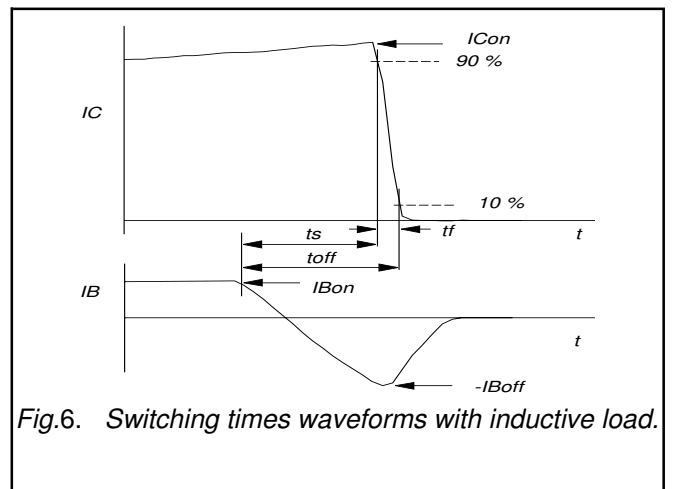 ICon
90 %
IC
10 %
ts
tf
t
toff
IB
IBon
t
-IBoff
Fig.6. Switching times waveforms with inductive load.